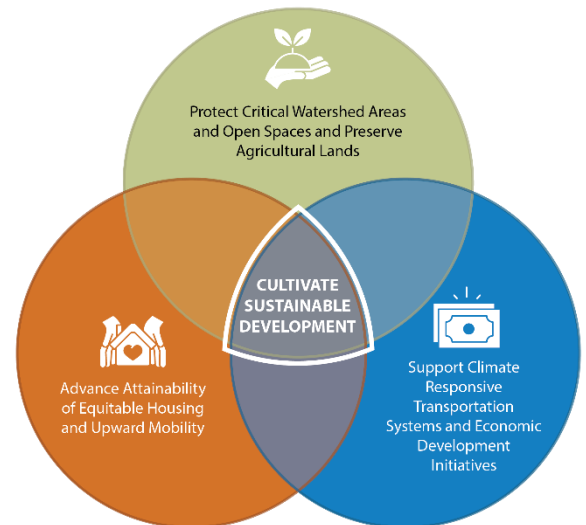 Protect Critical Watershed Areas
and Open Spaces and Preserve
Agricultural Lands
CULTIVATE
SUSTAINABLE
DEVELOPMENT
Advance Attainability
of Equitable Housing
and Upward Mobility
Support Climate
Responsive
Transportation
Systems and Economic
Development
Initiatives